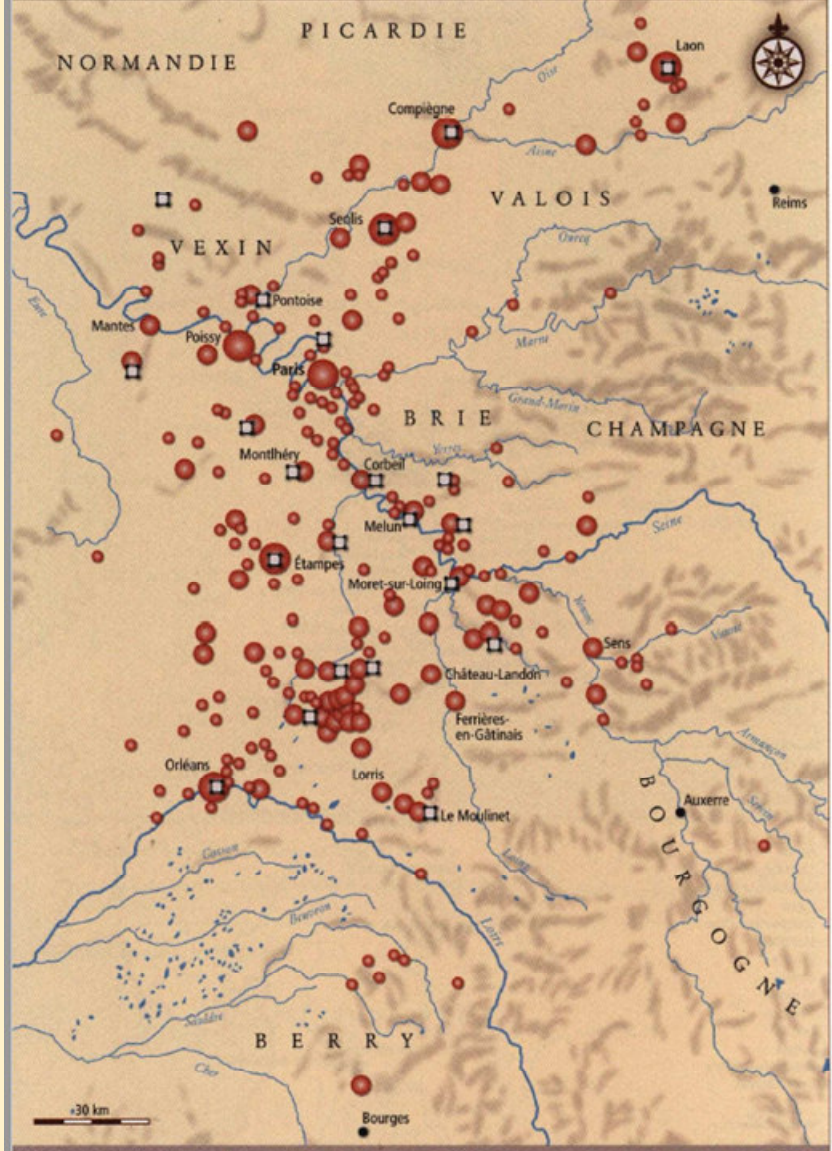 PICARDIE
NORMANDIE
Laon
Oise
Compiègne
Aisne
VALOIS
Reims
Senlis
Ourcq
VEXIN
Eure
Pontoise
Mantes
Poissy
Marne
Paris
Grand-Morin
BRIE
CHAMPAGNE
Yerres
Montlhéry
Corbeil
Seine
Melun
Étampes
Moret-sur-Loing
Yonne
Vanne
Sens
Château-Landon
Ferrières-
en-Gâtinais
Armançon
Orléans
Lorris
Serein
Auxerre
Le Moulinet
BOURGOGNE
Cosson
Loing
Beuvron
Loire
Sauldre
BERRY
Cher
30 km
Bourges